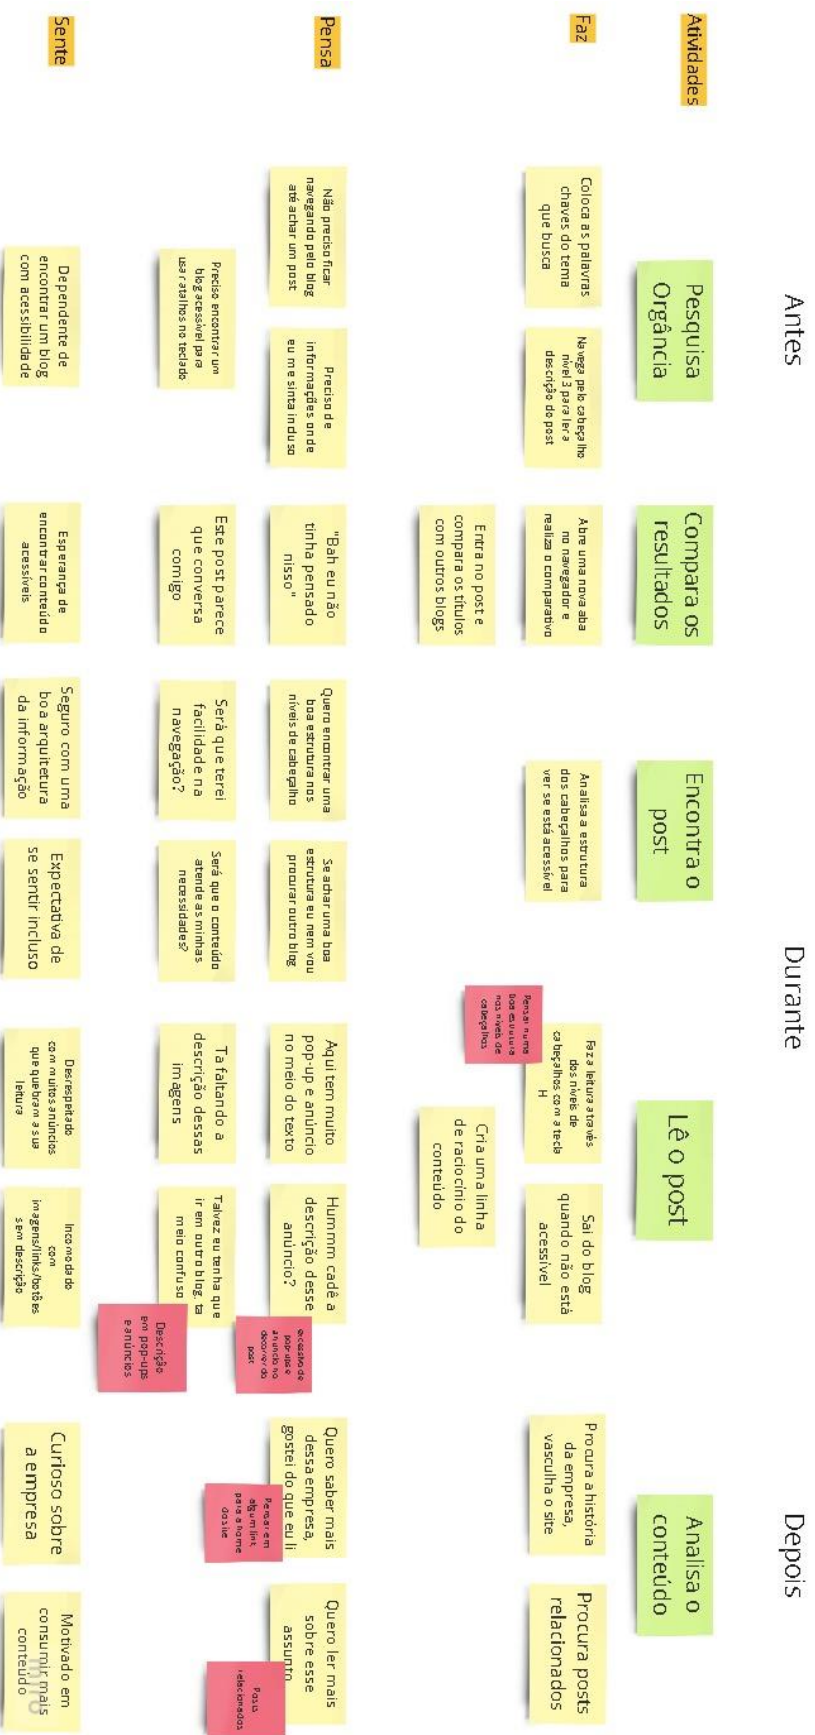 Antes
Durante
Depois
Atividades
Pesquisa
Orgância
Compara os
resultados
Encontra o
post
Lê o post
Analisa o
conteúdo
Faz
Coloca as palavras
chaves do tema
que busca
Navega pelo cabeçalho
nível 3 para ler a
descrição do post
Abre uma nova aba
no navegador e
realiza o comparativo
Entra no post e
compara os títulos
com outros blogs
Analisa a estrutura
dos cabeçalhos para
ver se está acessível
Faz a leitura através
dos níveis de
cabeçalhos com a tecla
H
Pensar numa
boa estrutura
nos níveis de
cabeçalhos
Cria uma linha
de raciocínio do
conteúdo
Sai do blog
quando não está
acessível
Procura a história
da empresa,
vasculha o site
Procura posts
relacionados
Pensa
Não preciso ficar
navegando pelo blog
até achar um post
Preciso de
informações onde
eu me sinta incluso
Preciso encontrar um
blog acessível para
usar atalhos no teclado
"Bah eu não
tinha pensado
nisso"
Este post parece
que conversa
comigo
Quero encontrar uma
boa estrutura nos
níveis de cabeçalho
Será que terei
facilidade na
navegação?
Se achar uma boa
estrutura eu nem vou
procurar outro blog
Será que o conteúdo
atende as minhas
necessidades?
Aqui tem muito
pop-up e anúncio
no meio do texto
Ta faltando a
descrição dessas
imagens
Hummm cadê a
descrição desse
anúncio?
Talvez eu tenha que
ir em outro blog, ta
meio confuso
excessivo de
pop-ups e
anuncio no
decorrer do
post
Descrição
em pop-ups
e anúncios
Quero saber mais
dessa empresa,
gostei do que eu li
Pensar em
algum link
para a home
do site
Quero ler mais
sobre esse
assunto
Posts
relacionados
Sente
Dependente de
encontrar um blog
com acessibilidade
Esperança de
encontrar conteúdo
acessíveis
Seguro com uma
boa arquitetura
da informação
Expectativa de
se sentir incluso
Desrespeitado
com muitos anúncios
que quebram a sua
leitura
Incomodado
com
imagens/links/botões
sem descrição
Curioso sobre
a empresa
Motivado em
consumir mais
conteúdo
miro